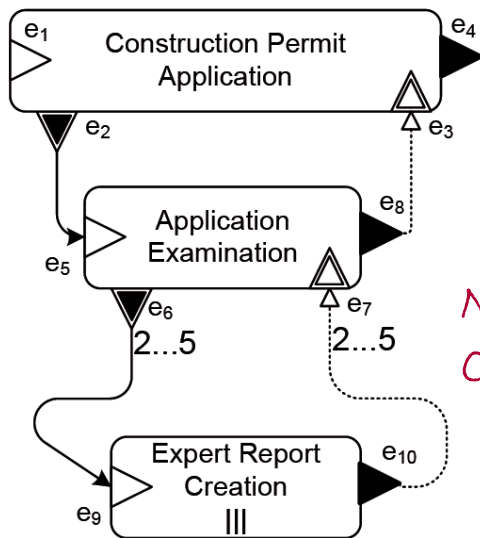 e1
Construction Permit
Application
e4
e2
e3
Application
Examination
e8
e5
e6
e7
2...5
2...5
Expert Report
Creation
e10
e9